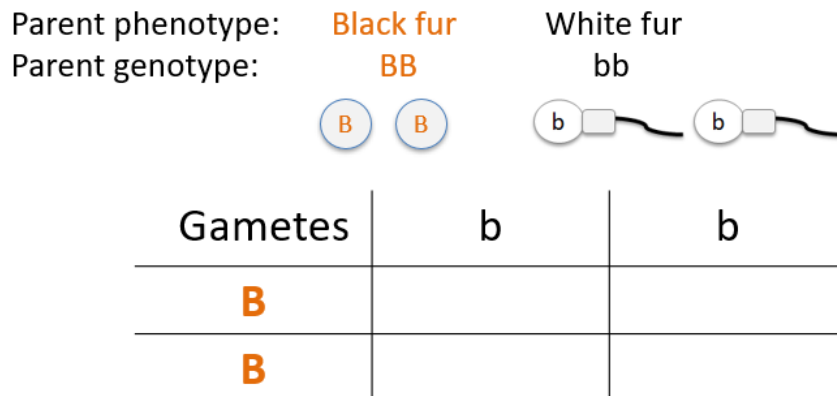 Parent phenotype: Black fur White fur
Parent genotype: BB bb
B B b b
Gametes b b
B
B